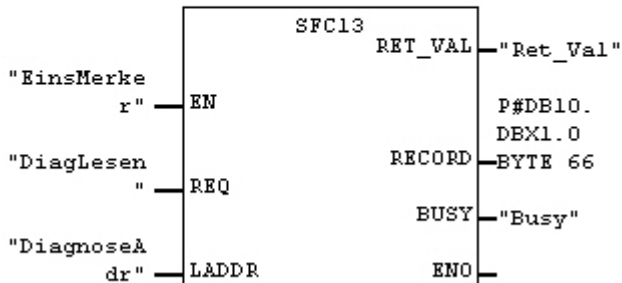 SFC13
RET_VAL "Ret_Val"
"EinsMerke
r" EN
P#DB10.
DBX1.0
"DiagLesen
RECORD BYTE 66
" REQ
BUSY "Busy"
"DiagnoseA
dr" LADDR ENO